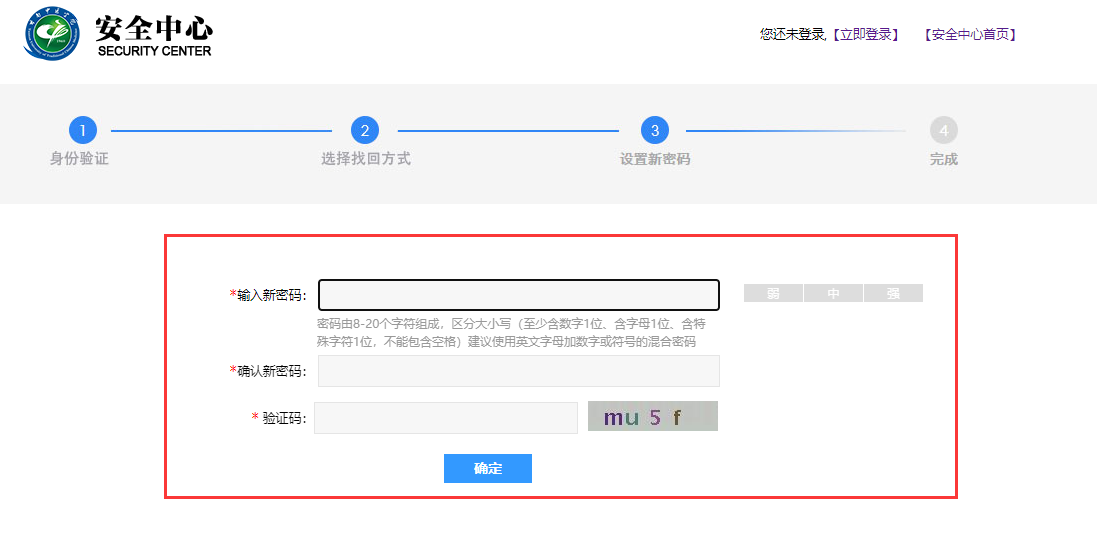 安全中心
SECURITY CENTER
您还未登录,【立即登录】 【安全中心首页】
1 2 3 4
身份验证 选择找回方式 设置新密码 完成
*输入新密码: 弱 中 强
密码由8-20个字符组成，区分大小写（至少含数字1位、含字母1位、含特
殊字符1位，不能包含空格）建议使用英文字母加数字或符号的混合密码
*确认新密码:
* 验证码: mu5f
确定